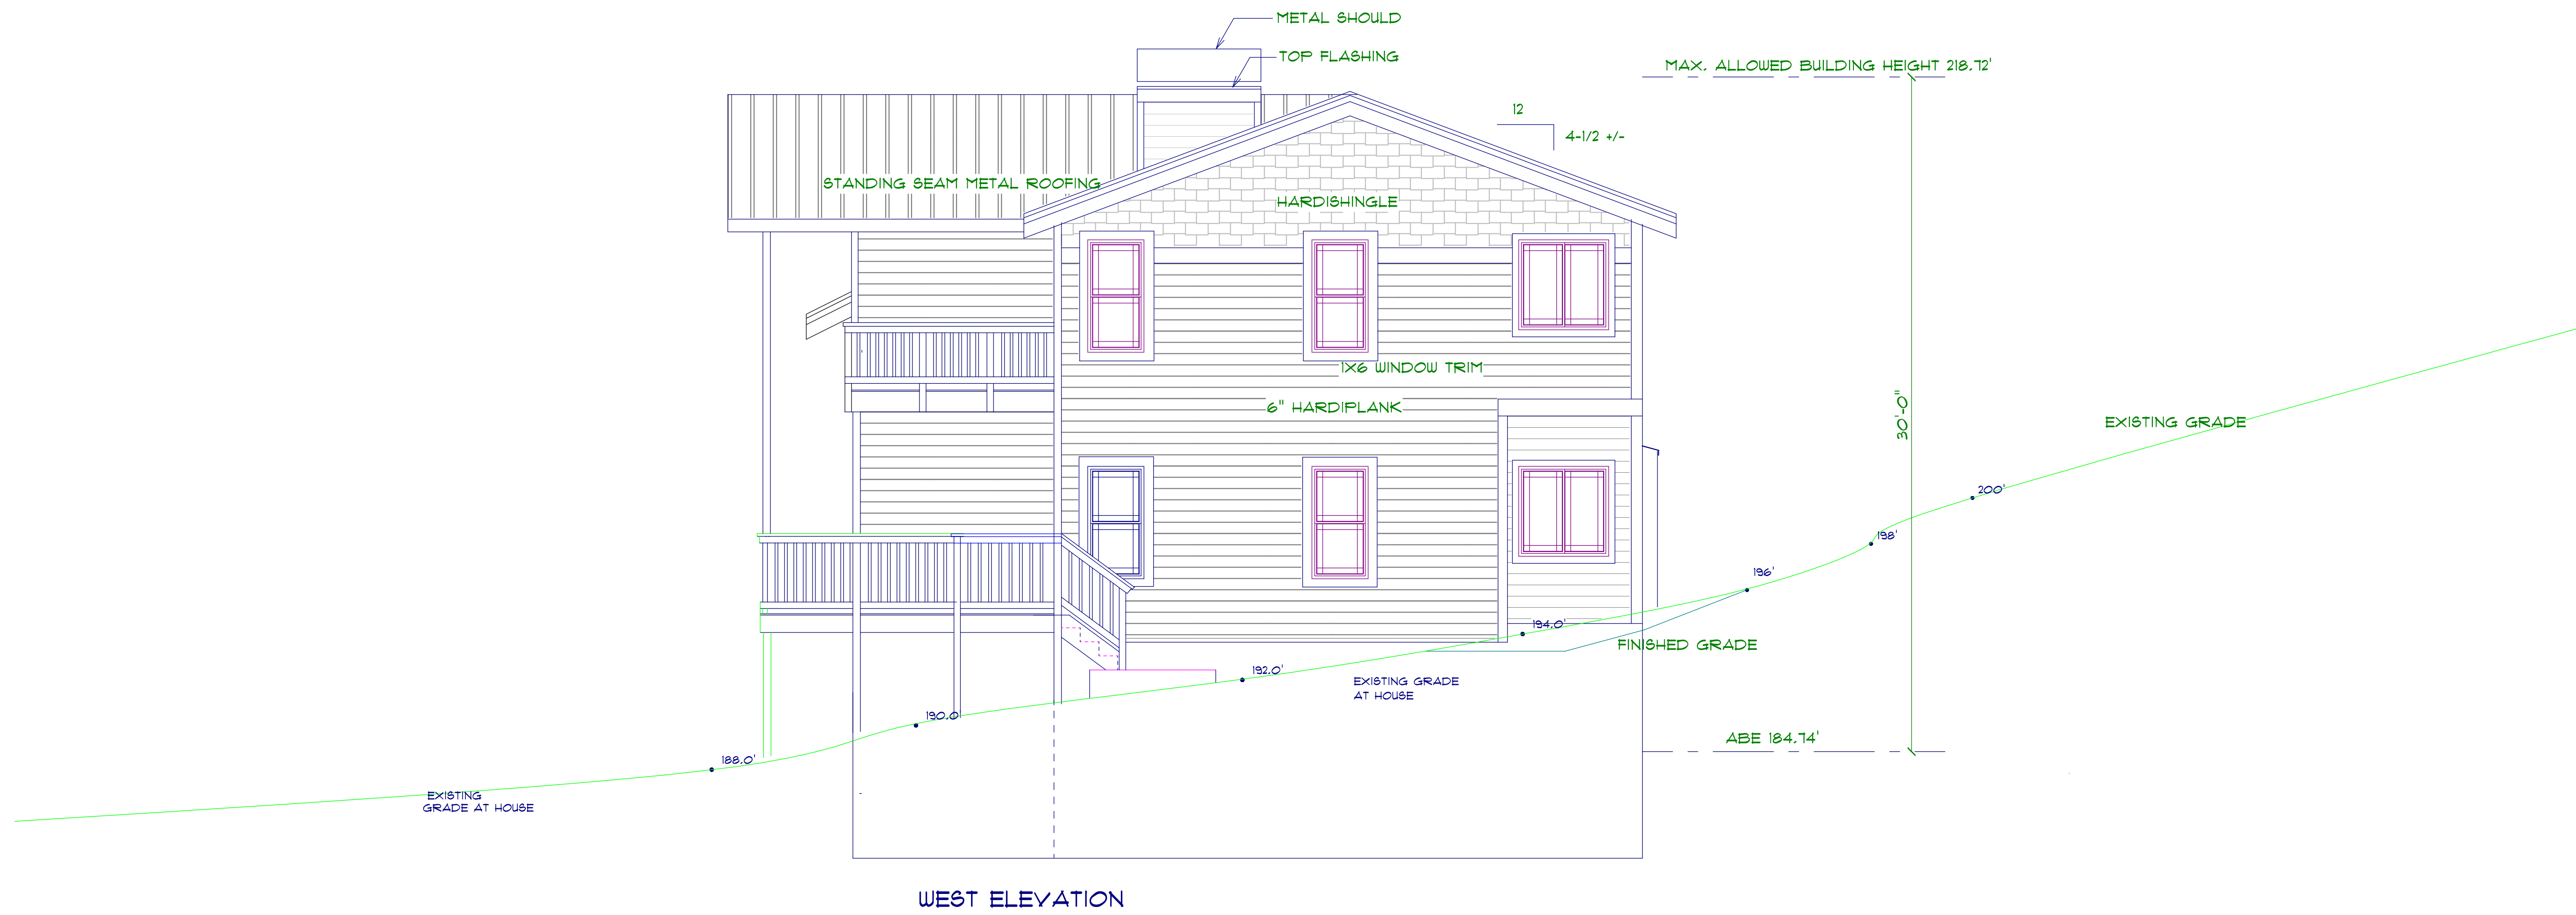 METAL SHOULD
TOP FLASHING
MAX. ALLOWED BUILDING HEIGHT 218.72'
12
4-1/2 +/-
STANDING SEAM METAL ROOFING
HARDISHINGLE
1X6 WINDOW TRIM
6" HARDIPLANK
30'-0"
EXISTING GRADE
200'
198'
196'
194.0'
FINISHED GRADE
192.0'
EXISTING GRADE
AT HOUSE
190.0'
ABE 184.74'
188.0'
EXISTING
GRADE AT HOUSE
WEST ELEVATION